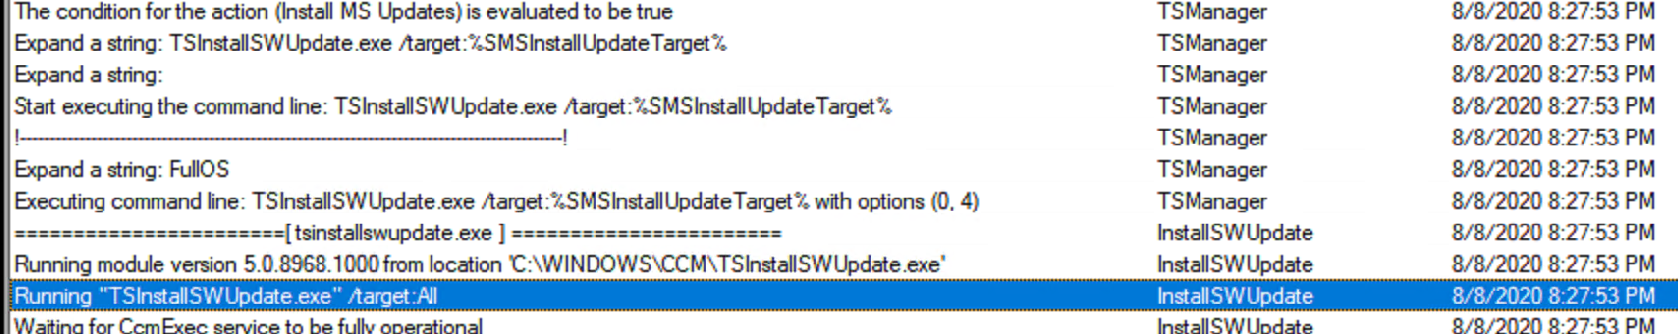 The condition for the action (Install MS Updates) is evaluated to be true TSManager 8/8/2020 8:27:53 PM
Expand a string: TSInstallSWUpdate.exe /target:%SMSInstallUpdateTarget% TSManager 8/8/2020 8:27:53 PM
Expand a string: TSManager 8/8/2020 8:27:53 PM
Start executing the command line: TSInstallSWUpdate.exe /target:%SMSInstallUpdateTarget% TSManager 8/8/2020 8:27:53 PM
!--------------------------------------------------------------------------------------------! TSManager 8/8/2020 8:27:53 PM
Expand a string: FullOS TSManager 8/8/2020 8:27:53 PM
Executing command line: TSInstallSWUpdate.exe /target:%SMSInstallUpdateTarget% with options (0, 4) TSManager 8/8/2020 8:27:53 PM
=======================[ tsinstallswupdate.exe ] ======================= InstallSWUpdate 8/8/2020 8:27:53 PM
Running module version 5.0.8968.1000 from location 'C:\WINDOWS\CCM\TSInstallSWUpdate.exe' InstallSWUpdate 8/8/2020 8:27:53 PM
Running "TSInstallSWUpdate.exe" /target:All InstallSWUpdate 8/8/2020 8:27:53 PM
Waiting for CcmExec service to be fully operational InstallSWUpdate 8/8/2020 8:27:53 PM